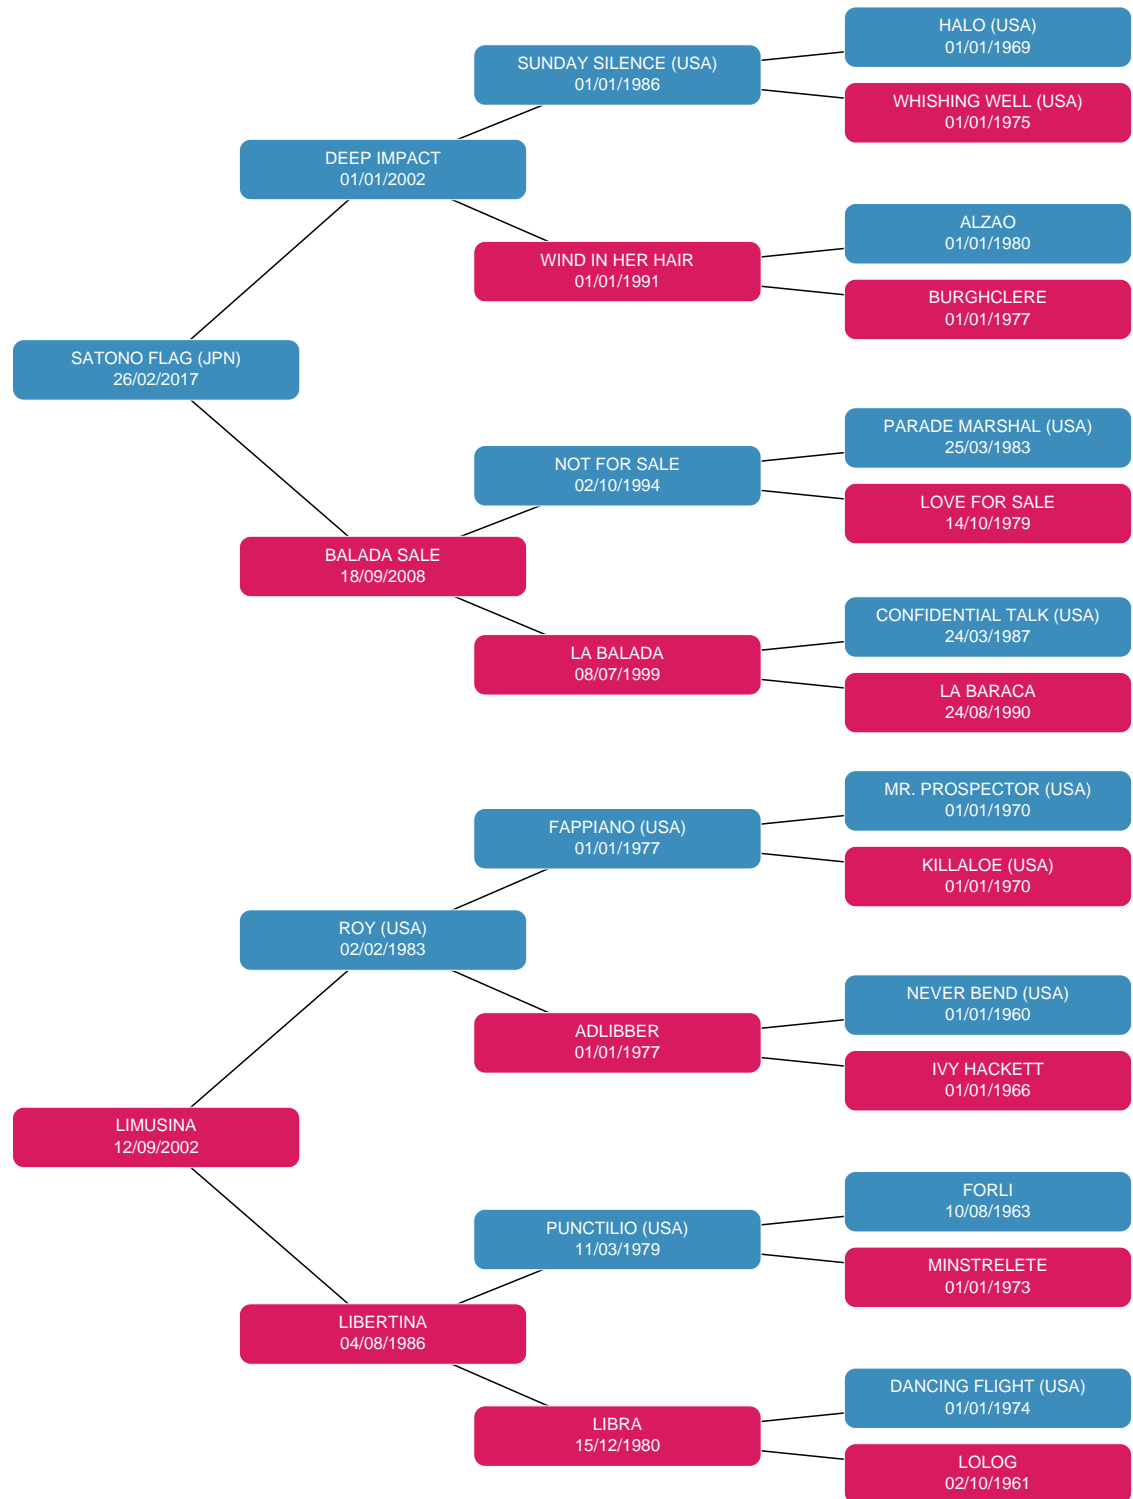 HALO (USA)
01/01/1969
SUNDAY SILENCE (USA)
01/01/1986
WHISHING WELL (USA)
01/01/1975
DEEP IMPACT
01/01/2002
ALZAO
01/01/1980
WIND IN HER HAIR
01/01/1991
BURGHCLERE
01/01/1977
SATONO FLAG (JPN)
26/02/2017
PARADE MARSHAL (USA)
25/03/1983
NOT FOR SALE
02/10/1994
LOVE FOR SALE
14/10/1979
BALADA SALE
18/09/2008
CONFIDENTIAL TALK (USA)
24/03/1987
LA BALADA
08/07/1999
LA BARACA
24/08/1990
MR. PROSPECTOR (USA)
01/01/1970
FAPPIANO (USA)
01/01/1977
KILLALOE (USA)
01/01/1970
ROY (USA)
02/02/1983
NEVER BEND (USA)
01/01/1960
ADLIBBER
01/01/1977
IVY HACKETT
01/01/1966
LIMUSINA
12/09/2002
FORLI
10/08/1963
PUNCTILIO (USA)
11/03/1979
MINSTRELETE
01/01/1973
LIBERTINA
04/08/1986
DANCING FLIGHT (USA)
01/01/1974
LIBRA
15/12/1980
LOLOG
02/10/1961